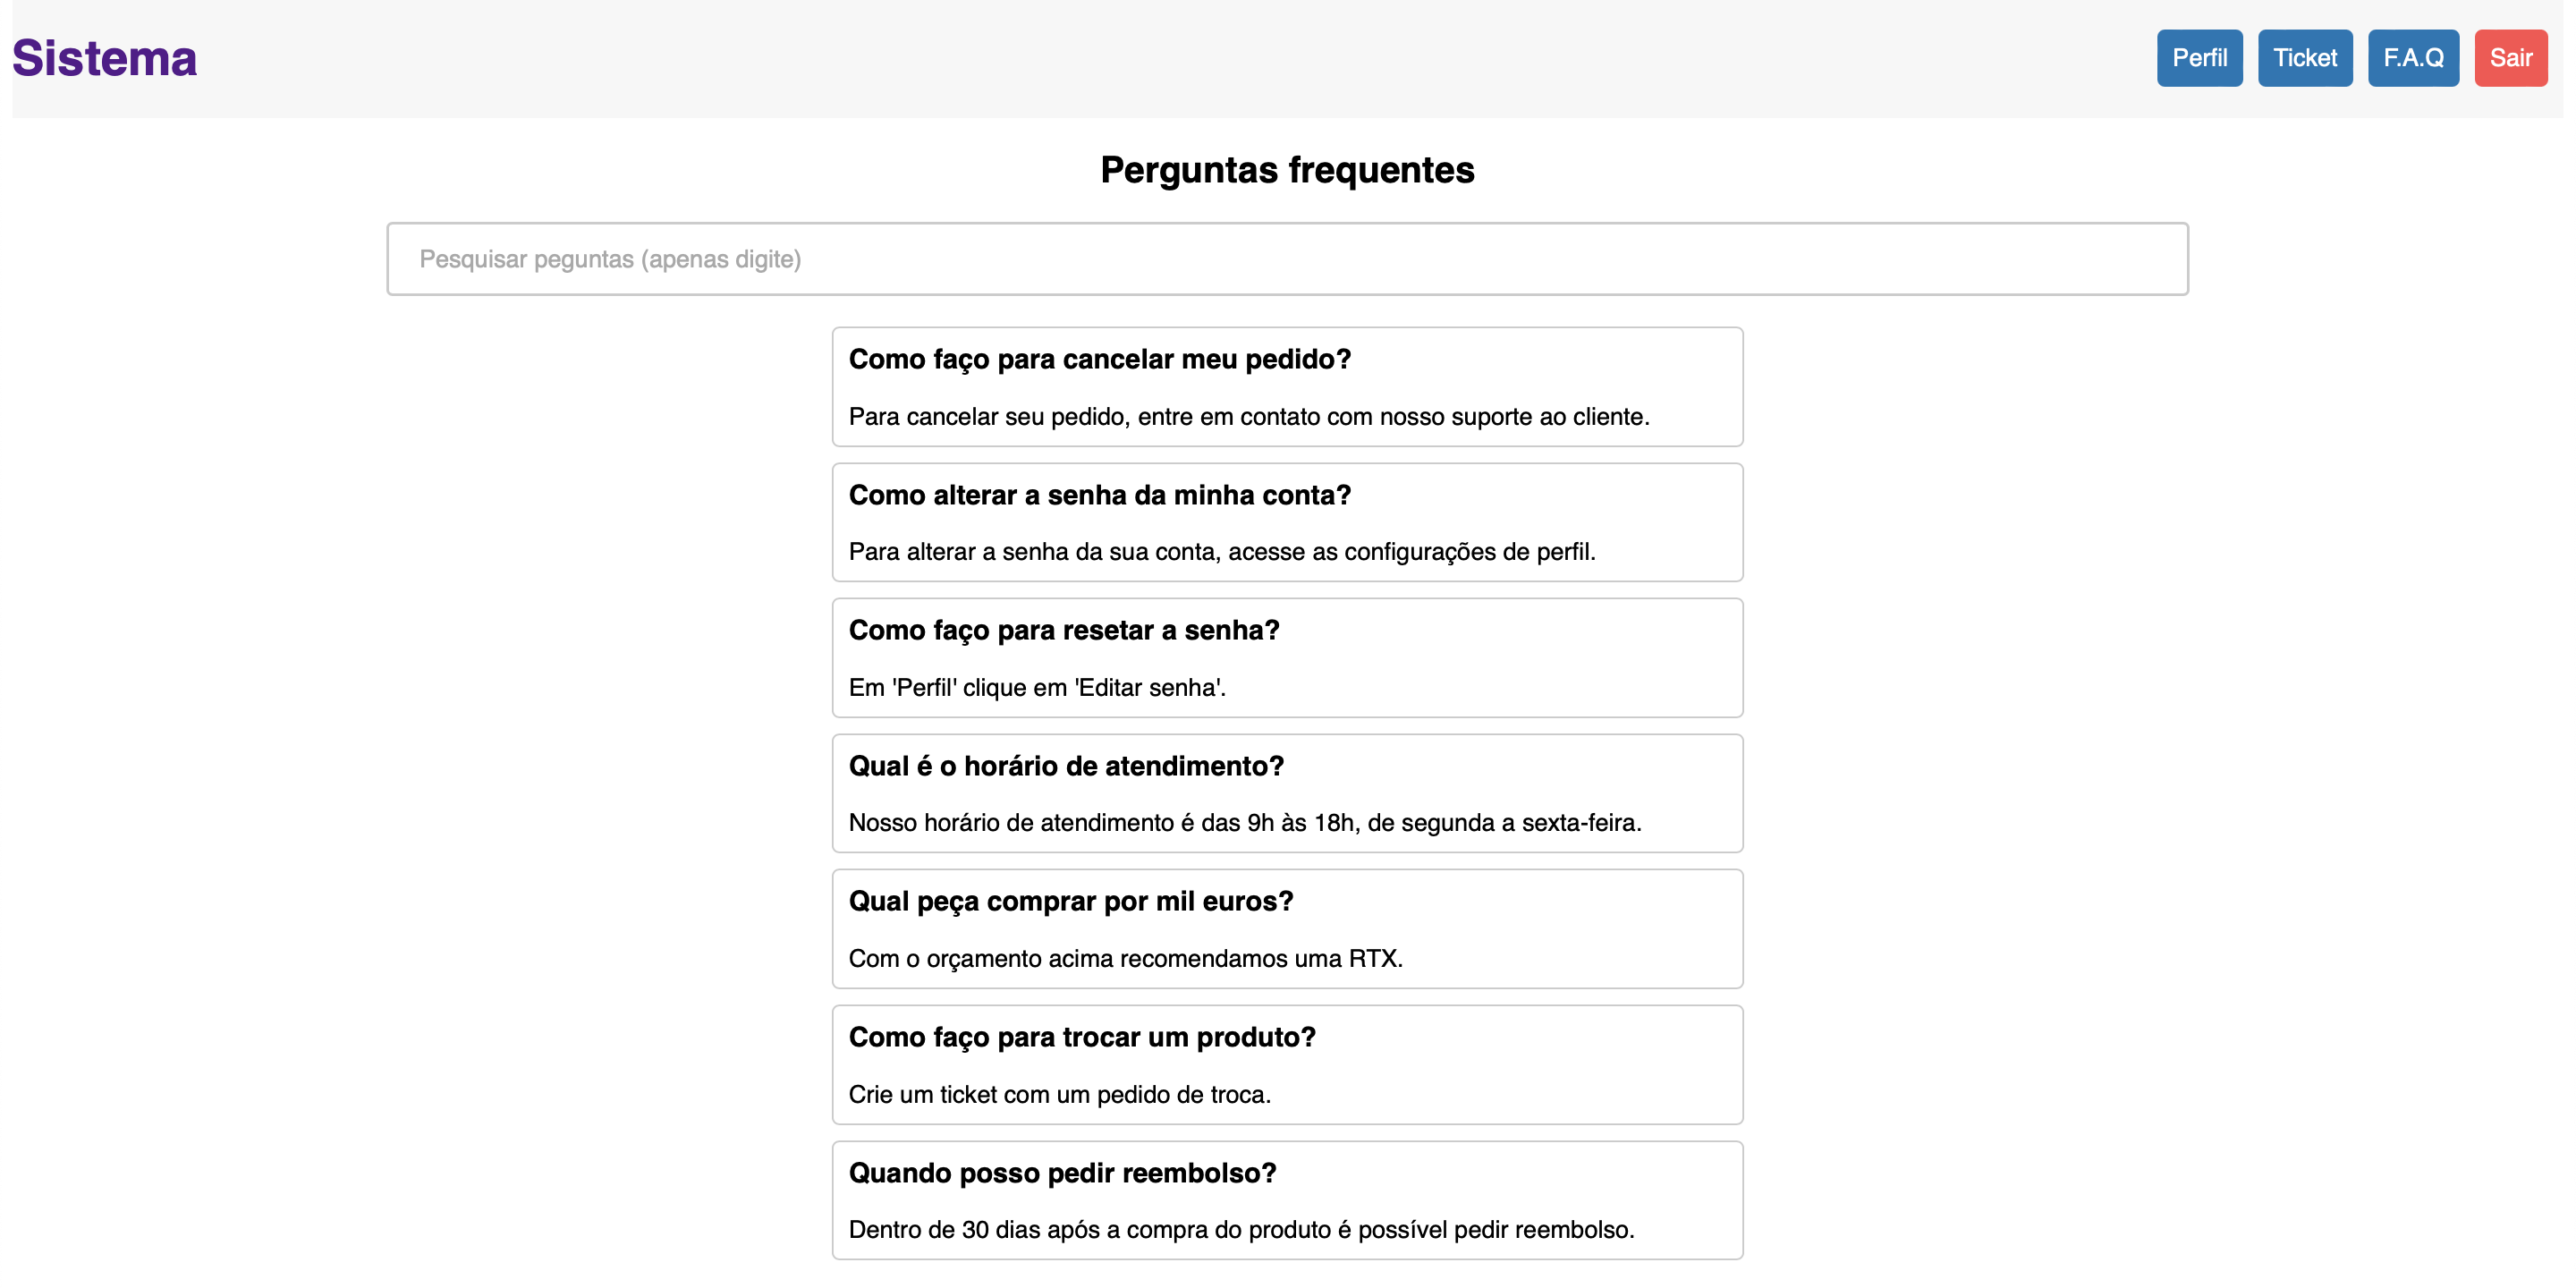 Sistema
Perfil
Ticket
F.A.Q
Sair
Perguntas frequentes
Pesquisar peguntas (apenas digite)
Como faço para cancelar meu pedido?
Para cancelar seu pedido, entre em contato com nosso suporte ao cliente.
Como alterar a senha da minha conta?
Para alterar a senha da sua conta, acesse as configurações de perfil.
Como faço para resetar a senha?
Em 'Perfil' clique em 'Editar senha'.
Qual é o horário de atendimento?
Nosso horário de atendimento é das 9h às 18h, de segunda a sexta-feira.
Qual peça comprar por mil euros?
Com o orçamento acima recomendamos uma RTX.
Como faço para trocar um produto?
Crie um ticket com um pedido de troca.
Quando posso pedir reembolso?
Dentro de 30 dias após a compra do produto é possível pedir reembolso.